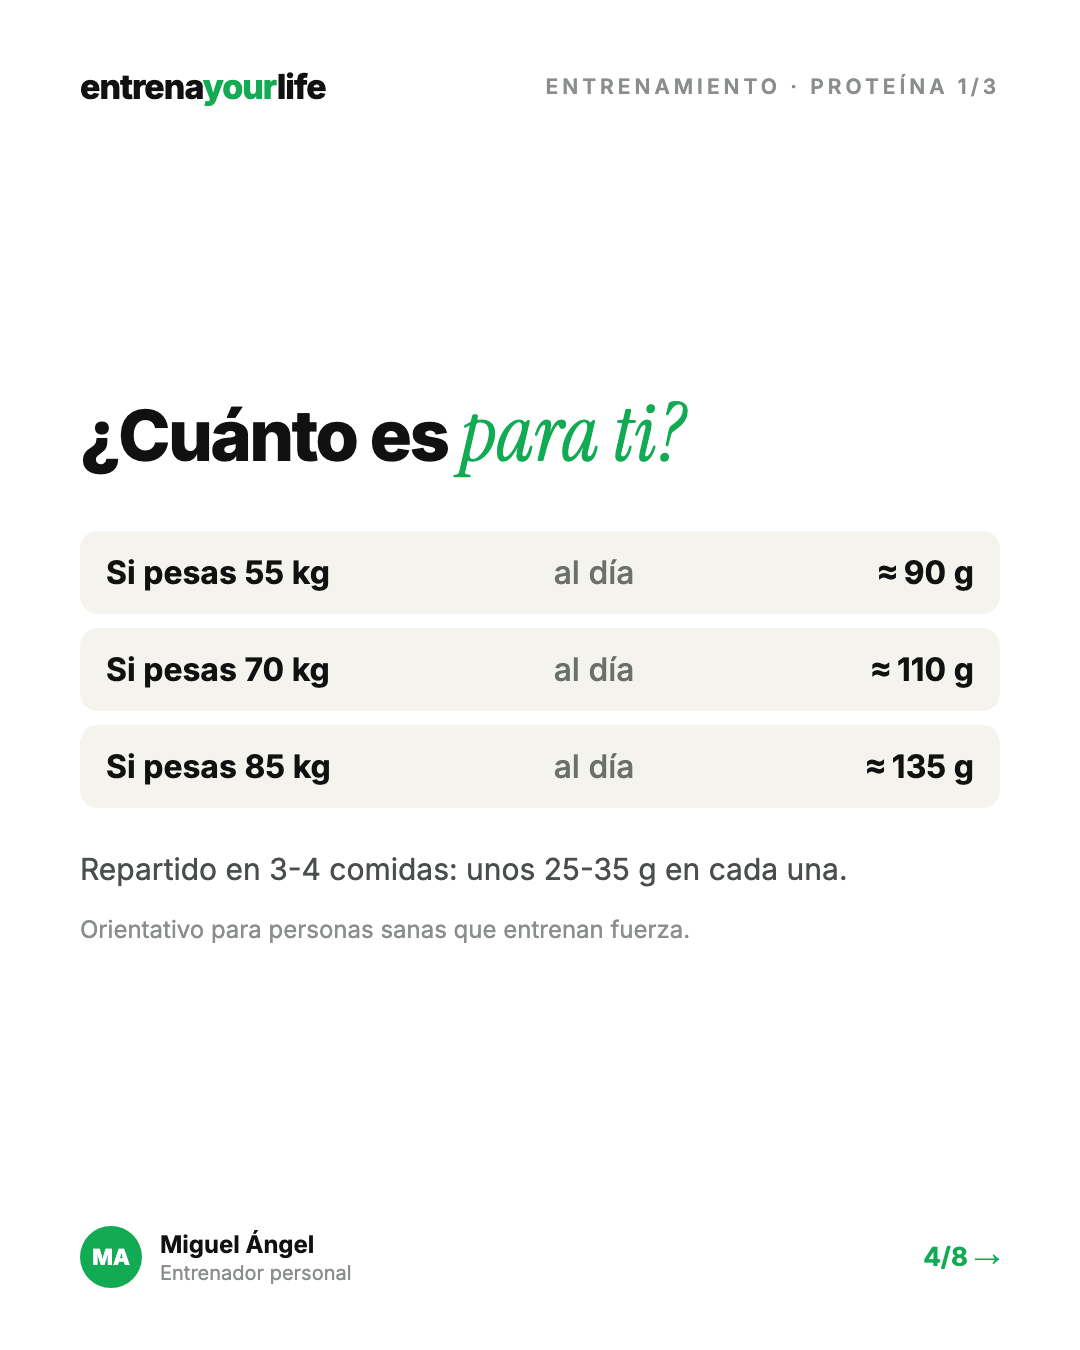 entrenayourlife
ENTRENAMIENTO · PROTEÍNA 1/3
¿Cuánto es para ti?
Si pesas 55 kg al día ≈ 90 g
Si pesas 70 kg al día ≈ 110 g
Si pesas 85 kg al día ≈ 135 g
Repartido en 3-4 comidas: unos 25-35 g en cada una.
Orientativo para personas sanas que entrenan fuerza.
MA
Miguel Ángel
Entrenador personal
4/8 →